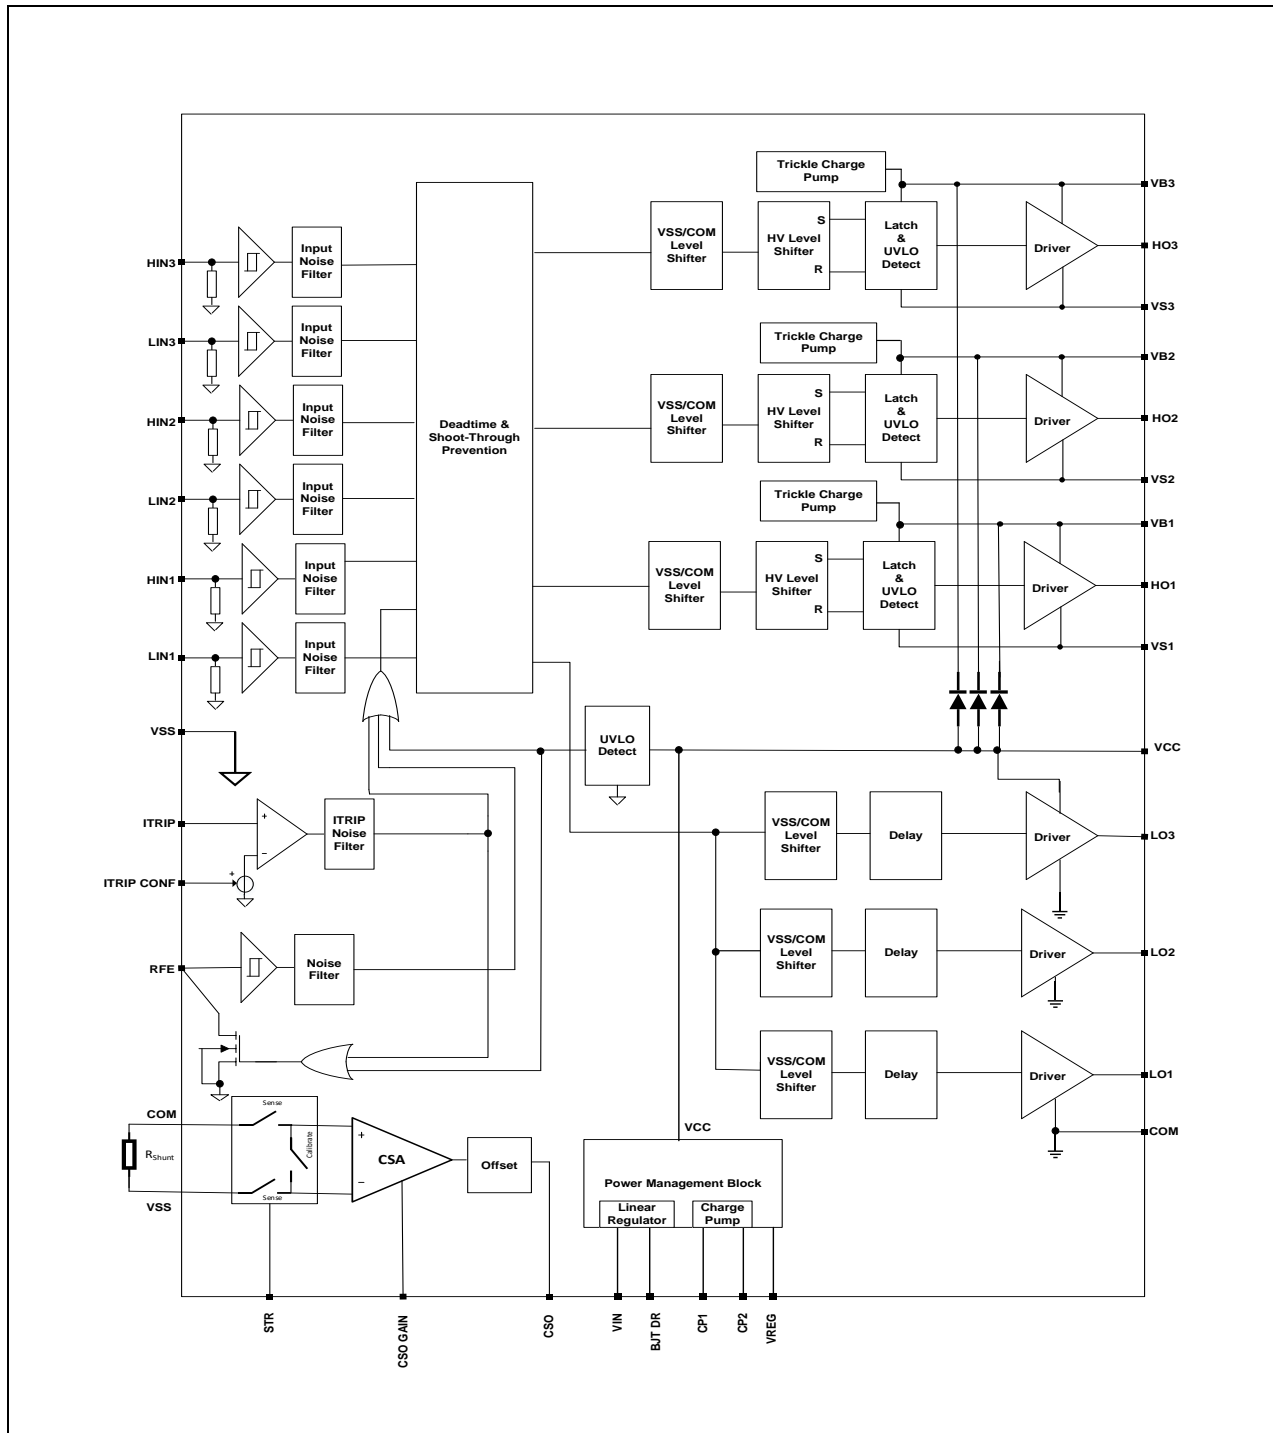 Trickle Charge
Pump
VB3
HIN3
Input
Noise
Filter
VSS/COM
Level
Shifter
S
HV Level
Shifter
R
Latch
&
UVLO
Detect
Driver
HO3
VS3
LIN3
Input
Noise
Filter
Trickle Charge
Pump
VB2
HIN2
Input
Noise
Filter
Deadtime &
Shoot-Through
Prevention
VSS/COM
Level
Shifter
S
HV Level
Shifter
R
Latch
&
UVLO
Detect
Driver
HO2
VS2
LIN2
Input
Noise
Filter
Trickle Charge
Pump
VB1
HIN1
Input
Noise
Filter
VSS/COM
Level
Shifter
S
HV Level
Shifter
R
Latch
&
UVLO
Detect
Driver
HO1
VS1
LIN1
Input
Noise
Filter
VSS
UVLO
Detect
VCC
ITRIP
+
−
ITRIP
Noise
Filter
ITRIP CONF
+
VSS/COM
Level
Shifter
Delay
Driver
LO3
RFE
Noise
Filter
VSS/COM
Level
Shifter
Delay
Driver
LO2
VSS/COM
Level
Shifter
Delay
Driver
LO1
COM
COM
RShunt
VSS
Sense
Calibrate
Sense
+
−
CSA
Offset
VCC
Power Management Block
Linear
Regulator
Charge
Pump
STR
CSO GAIN
CSO
VIN
BJT DR
CP1
CP2
VREG